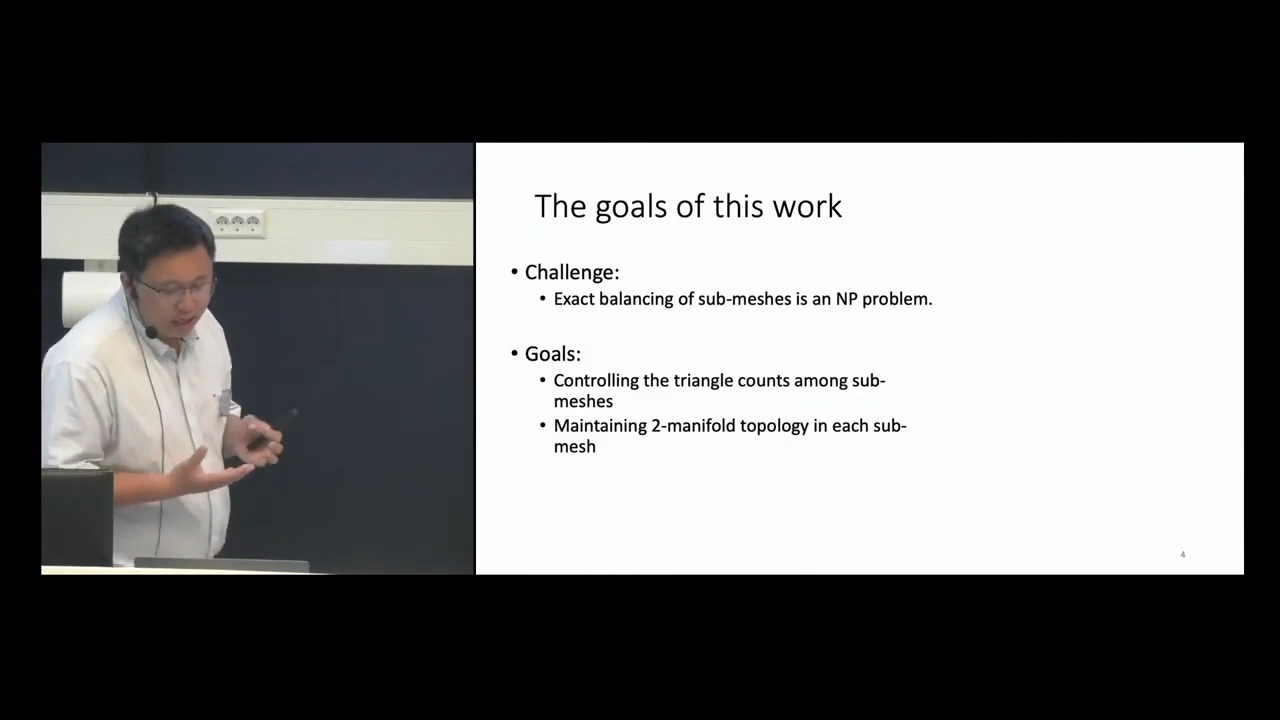 The goals of this work
• Challenge:
• Exact balancing of sub-meshes is an NP problem.
• Goals:
• Controlling the triangle counts among sub-
meshes
• Maintaining 2-manifold topology in each sub-
mesh
4